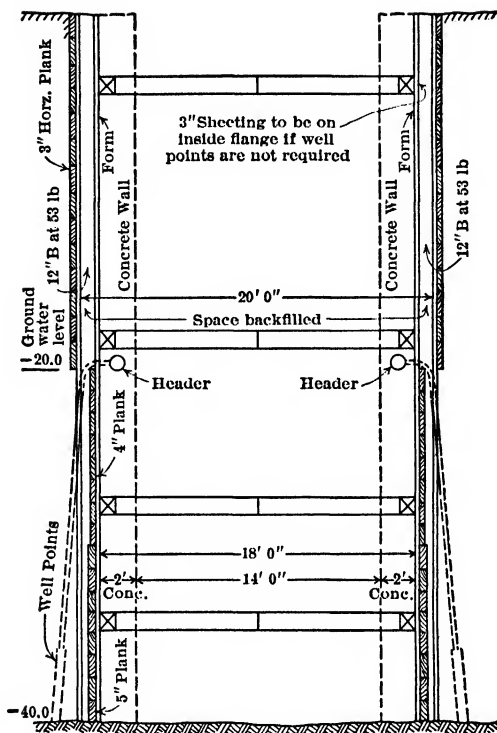 3" Horz. Plank
Form
3" Sheeting to be on
inside flange if well
points are not required
Form
12" B at 53 lb
Concrete Wall
Concrete Wall
12" B at 53 lb
20' 0"
Ground
water
level
Space backfilled
20.0
Header
Header
4" Plank
Well Points
18' 0"
2'
Conc.
14' 0"
2'
Conc.
5" Plank
-40.0